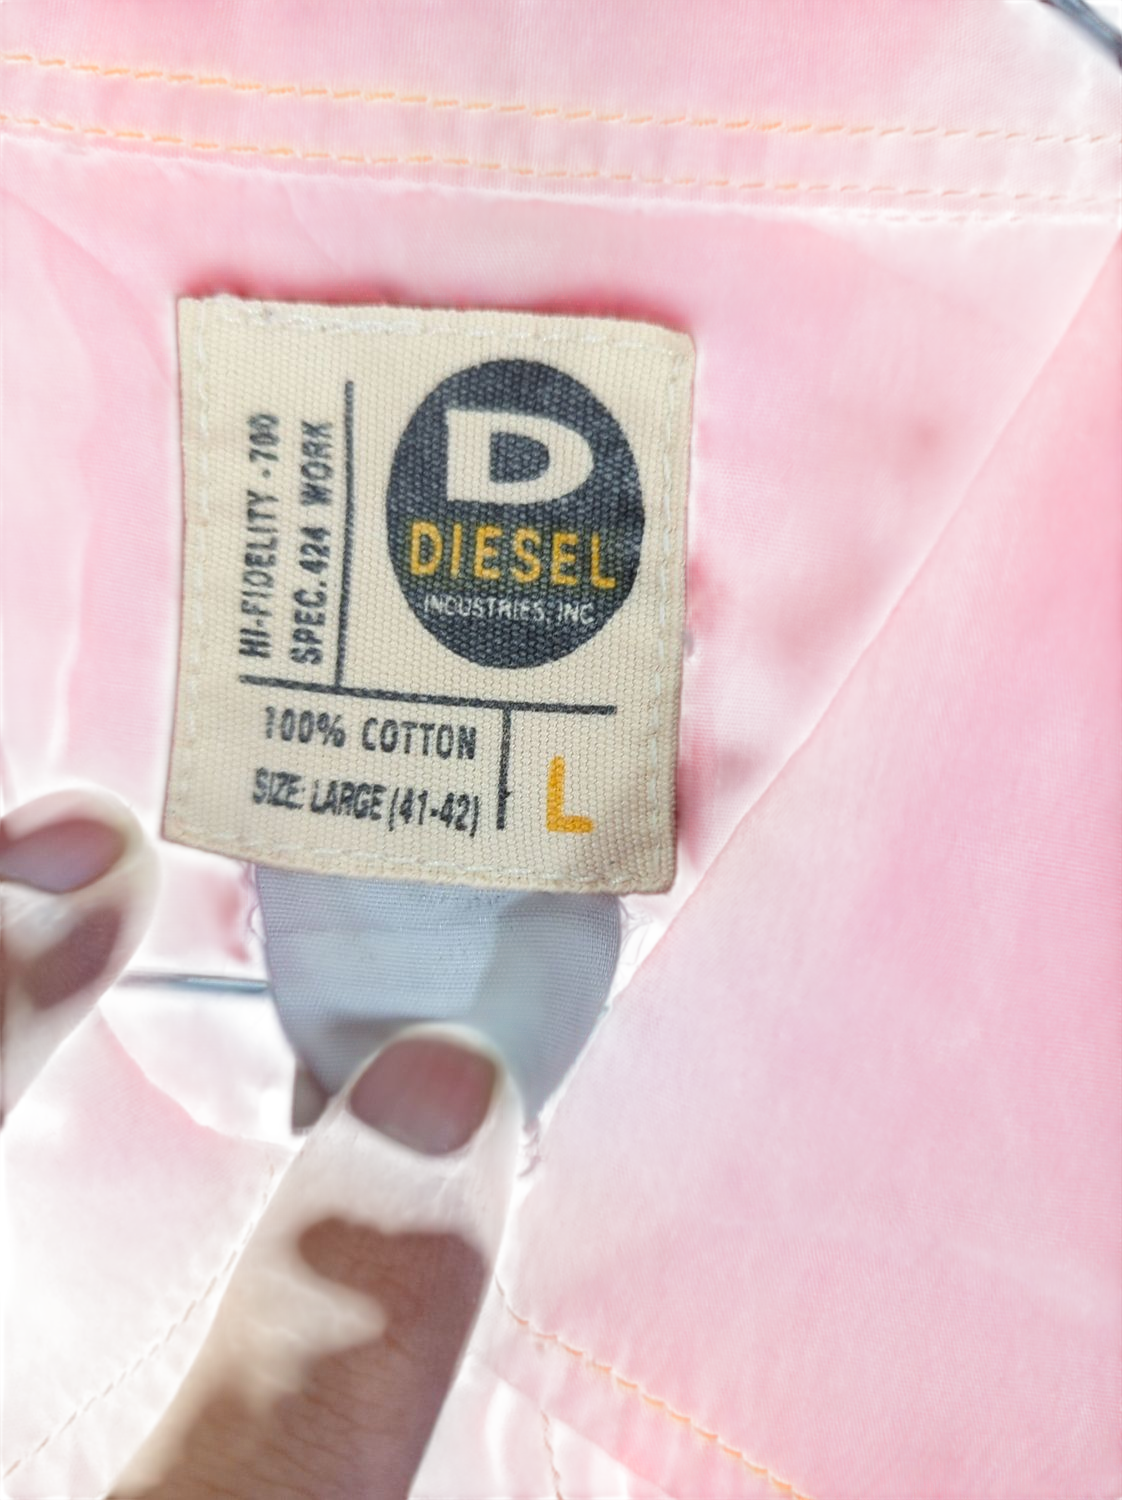 HI-FIDELITY -700
SPEC.424 WORK
D
DIESEL
INDUSTRIES, INC
100% COTTON
SIZE: LARGE (41-42)
L